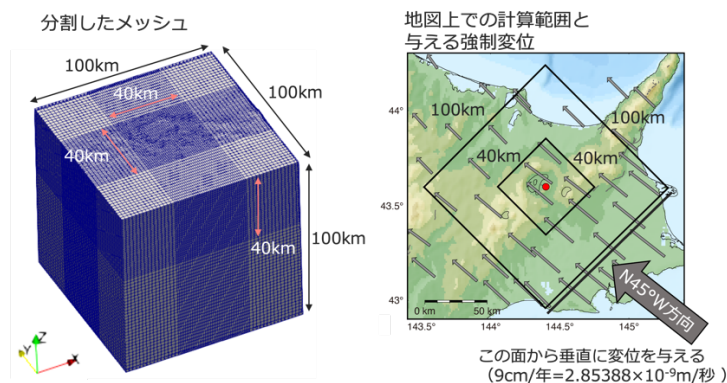 分割したメッシュ
100km
100km
40km
40km
40km
100km
Z
Y
X
地図上での計算範囲と
与える強制変位
44°
43.5°
43°
100km
100km
40km
40km
0 km
50 km
143.5°
144°
144.5°
145°
N45°W方向
この面から垂直に変位を与える
（9cm/年=2.85388×10⁻⁹m/秒 ）